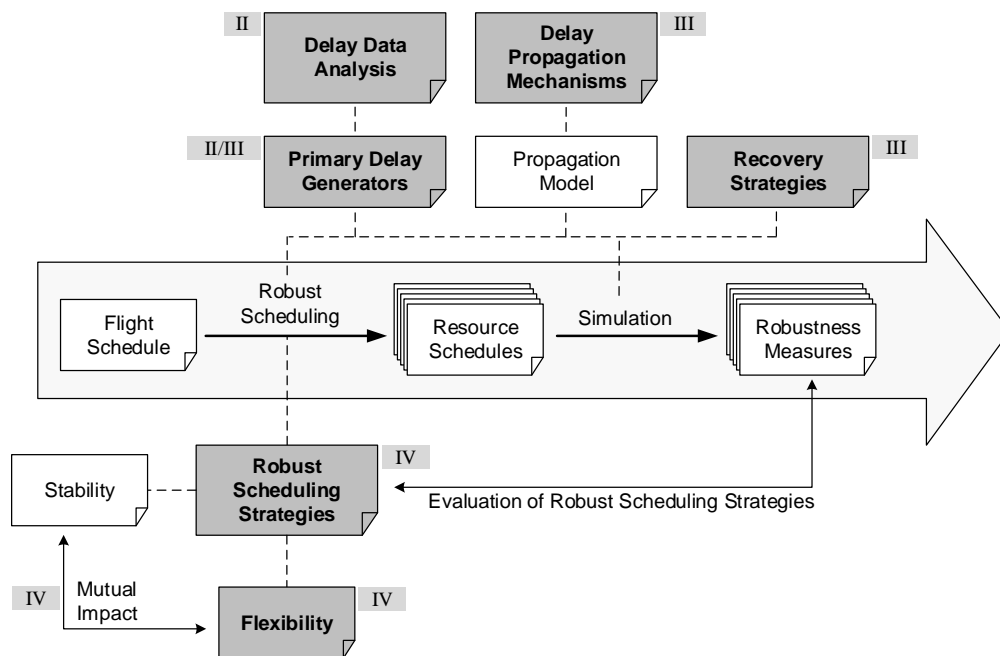 II
Delay Data
Analysis
Delay
Propagation
Mechanisms
III
II/III
Primary Delay
Generators
Propagation
Model
Recovery
Strategies
III
Flight
Schedule
Robust
Scheduling
Resource
Schedules
Simulation
Robustness
Measures
Stability
Robust
Scheduling
Strategies
IV
Evaluation of Robust Scheduling Strategies
IV
Mutual
Impact
Flexibility
IV